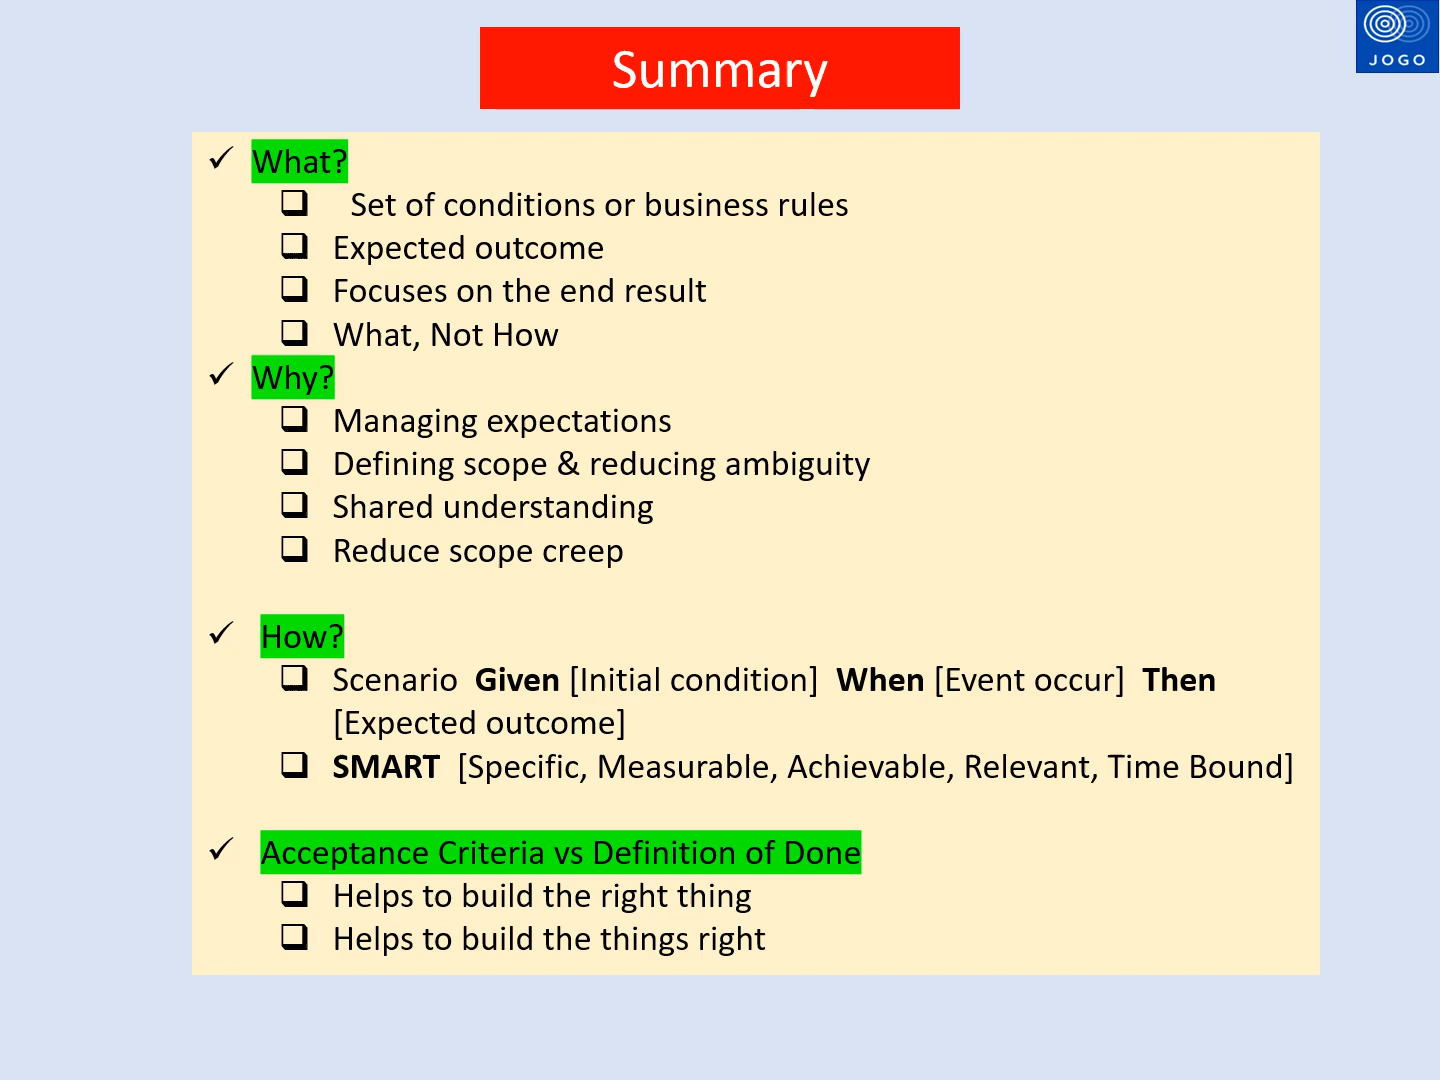 JOGO
Summary
What?
Set of conditions or business rules
Expected outcome
Focuses on the end result
What, Not How
Why?
Managing expectations
Defining scope & reducing ambiguity
Shared understanding
Reduce scope creep
How?
Scenario Given [Initial condition] When [Event occur] Then
[Expected outcome]
SMART [Specific, Measurable, Achievable, Relevant, Time Bound]
Acceptance Criteria vs Definition of Done
Helps to build the right thing
Helps to build the things right